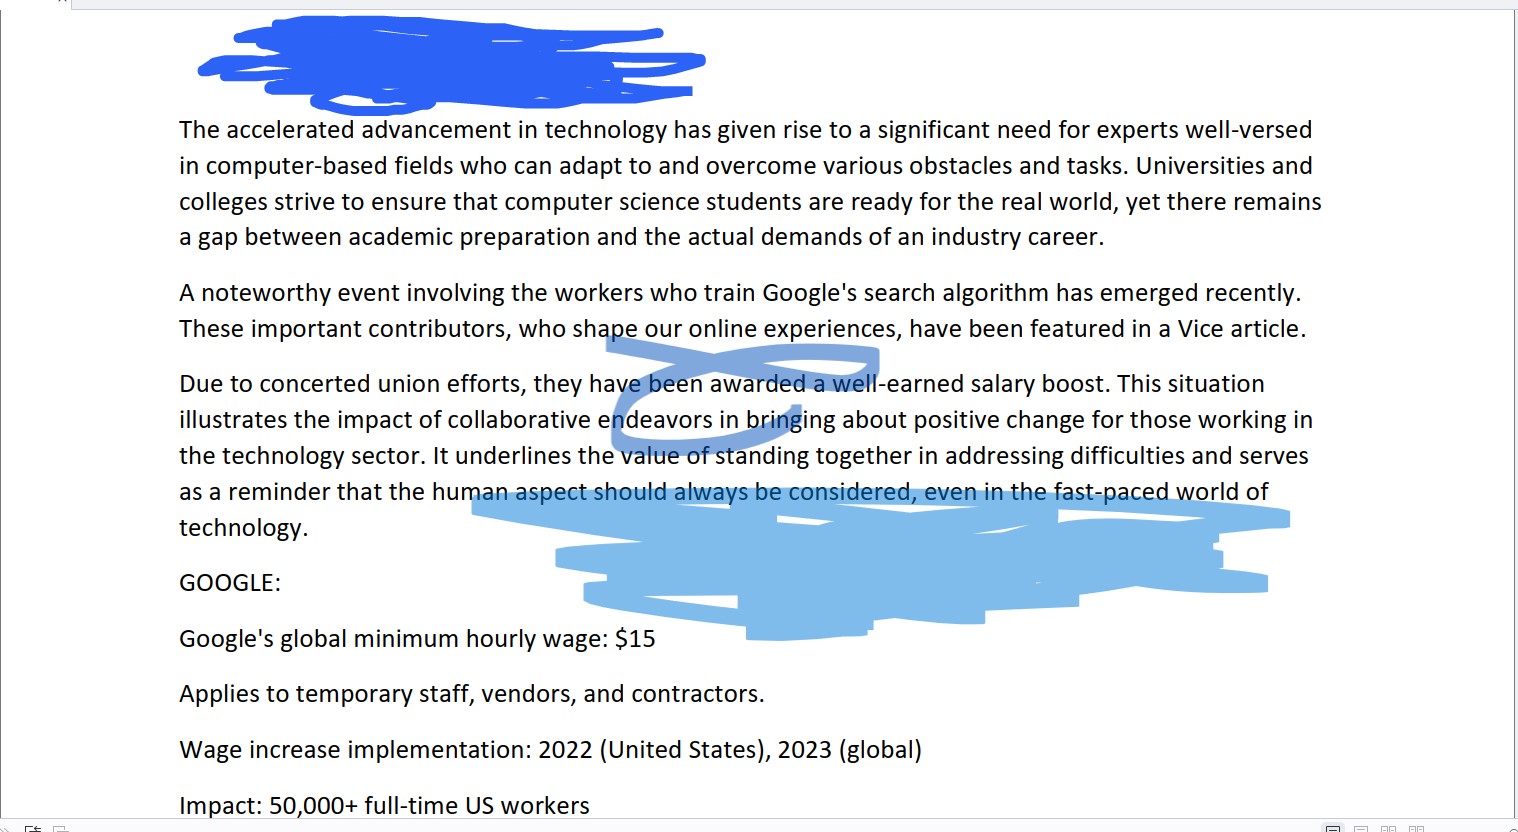 The accelerated advancement in technology has given rise to a significant need for experts well-versed
in computer-based fields who can adapt to and overcome various obstacles and tasks. Universities and
colleges strive to ensure that computer science students are ready for the real world, yet there remains
a gap between academic preparation and the actual demands of an industry career.
A noteworthy event involving the workers who train Google's search algorithm has emerged recently.
These important contributors, who shape our online experiences, have been featured in a Vice article.
Due to concerted union efforts, they have been awarded a well-earned salary boost. This situation
illustrates the impact of collaborative endeavors in bringing about positive change for those working in
the technology sector. It underlines the value of standing together in addressing difficulties and serves
as a reminder that the human aspect should always be considered, even in the fast-paced world of
technology.
GOOGLE:
Google's global minimum hourly wage: $15
Applies to temporary staff, vendors, and contractors.
Wage increase implementation: 2022 (United States), 2023 (global)
Impact: 50,000+ full-time US workers